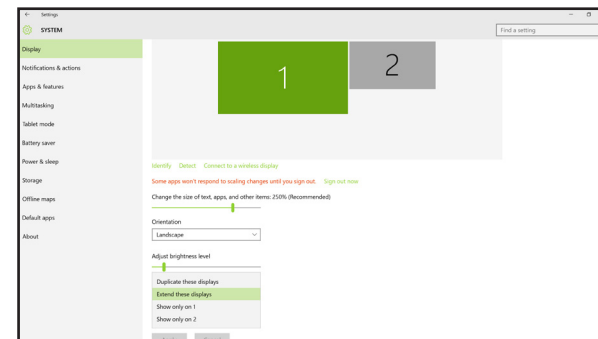 Settings
SYSTEM
Find a setting
Display
Notifications & actions
Apps & features
Multitasking
Tablet mode
Battery saver
Power & sleep
Storage
Offline maps
Default apps
About
1
2
Identify Detect Connect to a wireless display
Some apps won't respond to scaling changes until you sign out. Sign out now
Change the size of text, apps, and other items: 250% (Recommended)
Orientation
Landscape
Adjust brightness level
Duplicate these displays
Extend these displays
Show only on 1
Show only on 2